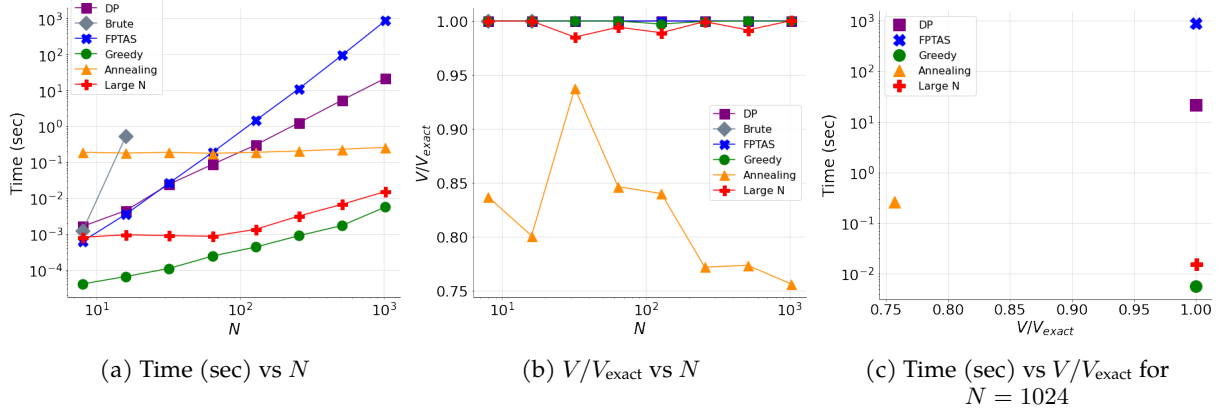 DP
Brute
FPTAS
Greedy
Annealing
Large N
Time (sec)
10³
10²
10¹
10⁰
10⁻¹
10⁻²
10⁻³
10⁻⁴
10¹ 10² 10³
N
(a) Time (sec) vs N
V/V_exact
1.00
0.95
0.90
0.85
0.80
0.75
DP
Brute
FPTAS
Greedy
Annealing
Large N
10¹ 10² 10³
N
(b) V/V_exact vs N
DP
FPTAS
Greedy
Annealing
Large N
Time (sec)
10³
10²
10¹
10⁰
10⁻¹
10⁻²
0.75 0.80 0.85 0.90 0.95 1.00
V/V_exact
(c) Time (sec) vs V/V_exact for
N = 1024